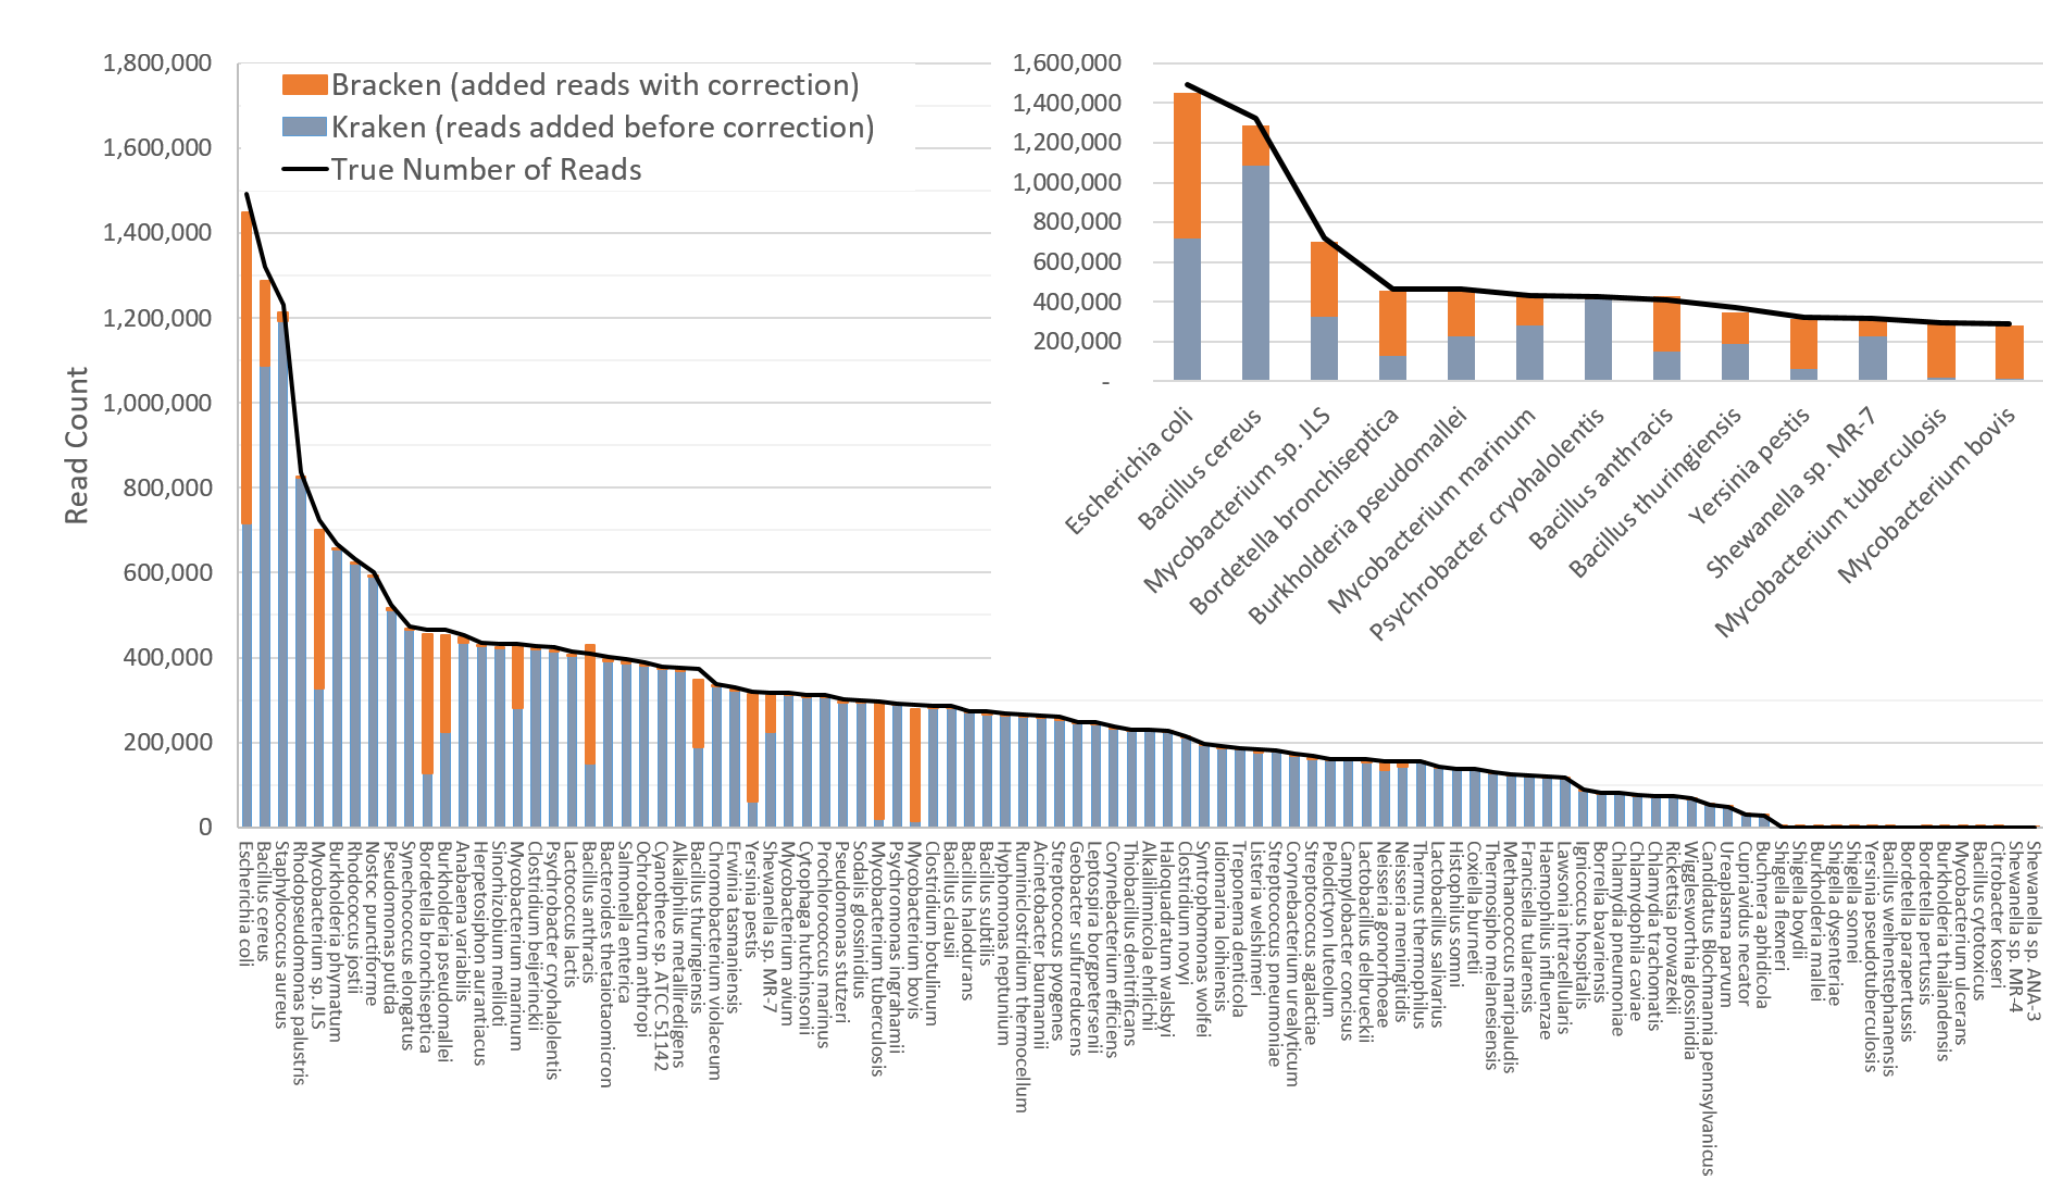 1,800,000
1,600,000
1,400,000
1,200,000
1,000,000
800,000
600,000
400,000
200,000
0
Read Count
Bracken (added reads with correction)
Kraken (reads added before correction)
True Number of Reads
1,600,000
1,400,000
1,200,000
1,000,000
800,000
600,000
400,000
200,000
-
Escherichia coli
Bacillus cereus
Mycobacterium sp. JLS
Bordetella bronchiseptica
Burkholderia pseudomallei
Mycobacterium marinum
Psychrobacter cryohalolentis
Bacillus anthracis
Bacillus thuringiensis
Yersinia pestis
Shewanella sp. MR-7
Mycobacterium tuberculosis
Mycobacterium bovis
Escherichia coli
Bacillus cereus
Staphylococcus aureus
Rhodopseudomonas palustris
Mycobacterium sp. JLS
Burkholderia phymatum
Rhodococcus jostii
Nostoc punctiforme
Pseudomonas putida
Synechococcus elongatus
Bordetella bronchiseptica
Burkholderia pseudomallei
Anabaena variabilis
Herpetosiphon aurantiacus
Sinorhizobium meliloti
Mycobacterium marinum
Clostridium beijerinckii
Psychrobacter cryohalolentis
Lactococcus lactis
Bacillus anthracis
Bacteroides thetaiotaomicron
Salmonella enterica
Ochrobactrum anthropi
Cyanothece sp. ATCC 51142
Alkaliphilus metalliredigens
Bacillus thuringiensis
Chromobacterium violaceum
Erwinia tasmaniensis
Yersinia pestis
Shewanella sp. MR-7
Mycobacterium avium
Cytophaga hutchinsonii
Prochlorococcus marinus
Pseudomonas stutzeri
Sodalis glossinidius
Mycobacterium tuberculosis
Psychromonas ingrahamii
Mycobacterium bovis
Clostridium botulinum
Bacillus clausii
Bacillus halodurans
Bacillus subtilis
Hyphomonas neptunium
Ruminiclostridium thermocellum
Acinetobacter baumannii
Streptococcus pyogenes
Geobacter sulfurreducens
Leptospira borgpetersenii
Corynebacterium efficiens
Thiobacillus denitrificans
Alkalilimnicola ehrlichii
Haloquadratum walsbyi
Clostridium novyi
Syntrophomonas wolfei
Idiomarina loihiensis
Treponema denticola
Listeria welshimeri
Streptococcus pneumoniae
Corynebacterium urealyticum
Streptococcus agalactiae
Pelodictyon luteolum
Campylobacter concisus
Lactobacillus delbrueckii
Neisseria gonorrhoeae
Neisseria meningitidis
Thermus thermophilus
Lactobacillus salivarius
Histophilus somni
Coxiella burnetii
Thermosipho melanesiensis
Methanococcus maripaludis
Francisella tularensis
Haemophilus influenzae
Lawsonia intracellularis
Ignicoccus hospitalis
Borrelia bavariensis
Chlamydia pneumoniae
Chlamydophila caviae
Chlamydia trachomatis
Rickettsia prowazekii
Wigglesworthia glossinidia
Candidatus Blochmannia pennsylvanicus
Ureaplasma parvum
Cupriavidus necator
Buchnera aphidicola
Shigella flexneri
Shigella boydii
Burkholderia mallei
Shigella dysenteriae
Shigella sonnei
Yersinia pseudotuberculosis
Bacillus weihenstephanensis
Bordetella parapertussis
Bordetella pertussis
Burkholderia thailandensis
Mycobacterium ulcerans
Bacillus cytotoxicus
Citrobacter koseri
Shewanella sp. MR-4
Shewanella sp. ANA-3